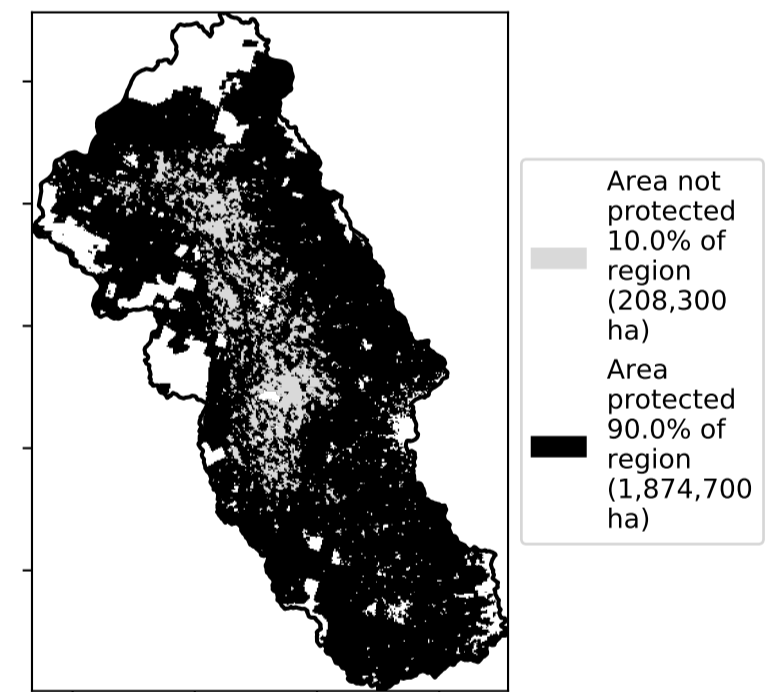 Area not
protected
10.0% of
region
(208,300
ha)
Area
protected
90.0% of
region
(1,874,700
ha)